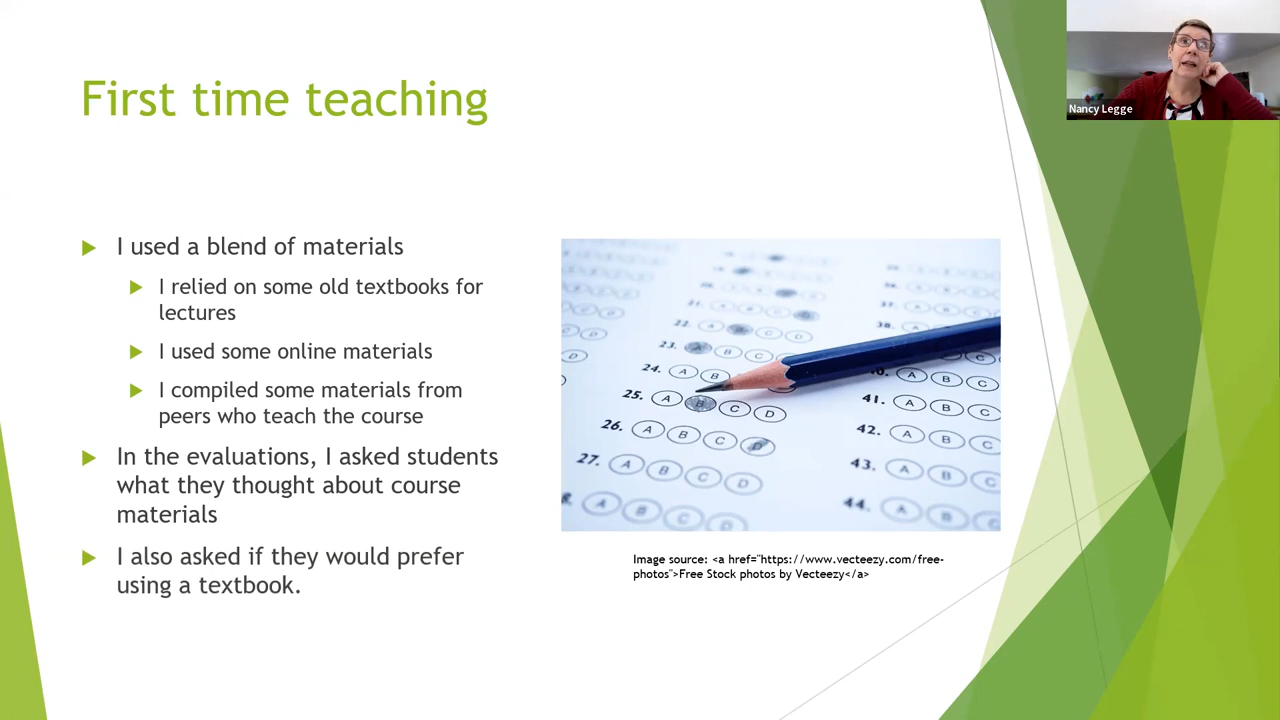 First time teaching
Nancy Legge
I used a blend of materials
I relied on some old textbooks for
lectures
I used some online materials
I compiled some materials from
peers who teach the course
In the evaluations, I asked students
what they thought about course
materials
I also asked if they would prefer
using a textbook.
22. A C D
23. A B C
24. A B
25. A B C D
26. A B C D
27. A B C D
A B C D
41. A B C
42. A B C
43. A B C
44. A B C
Image source: <a href="https://www.vecteezy.com/free-
photos">Free Stock photos by Vecteezy</a>